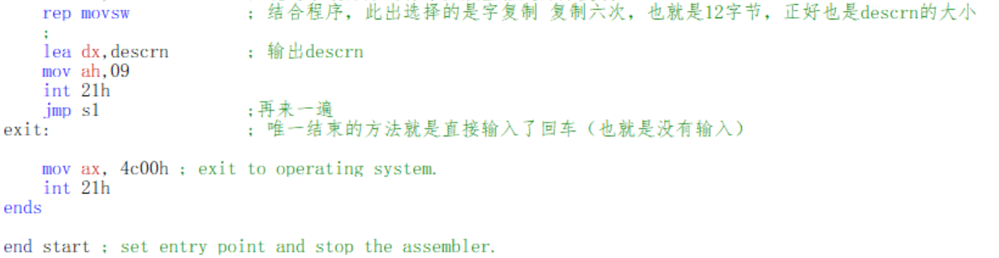 rep movsw ; 结合程序，此出选择的是字复制 复制六次，也就是12字节，正好也是descrn的大小
;
lea dx,descrn ; 输出descrn
mov ah,09
int 21h
jmp s1 ;再来一遍
exit: ; 唯一结束的方法就是直接输入了回车（也就是没有输入）
mov ax, 4c00h ; exit to operating system.
int 21h
ends
end start ; set entry point and stop the assembler.